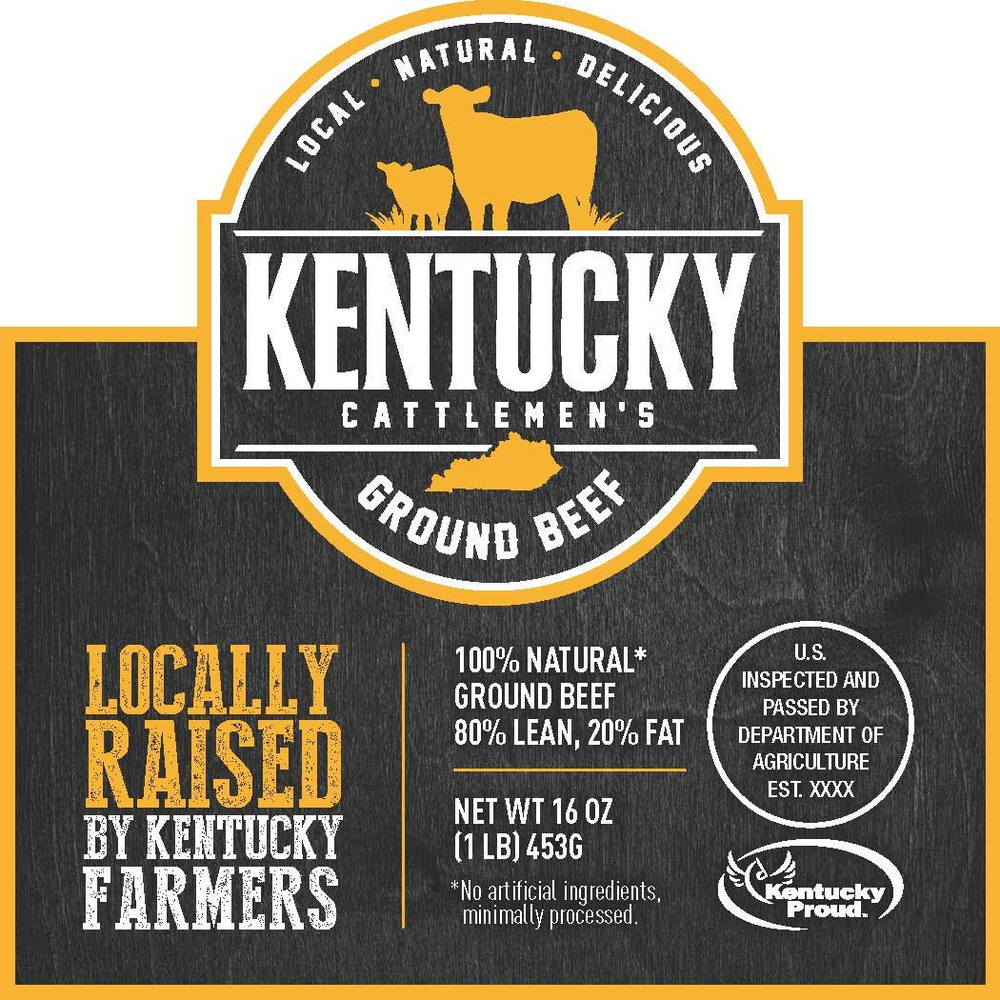 LOCAL • NATURAL • DELICIOUS
KENTUCKY
CATTLEMEN'S
GROUND BEEF
LOCALLY
RAISED
BY KENTUCKY
FARMERS
100% NATURAL*
GROUND BEEF
80% LEAN, 20% FAT
NET WT 16 OZ
(1 LB) 453G
*No artificial ingredients,
minimally processed.
U.S.
INSPECTED AND
PASSED BY
DEPARTMENT OF
AGRICULTURE
EST. XXXX
Kentucky
Proud™